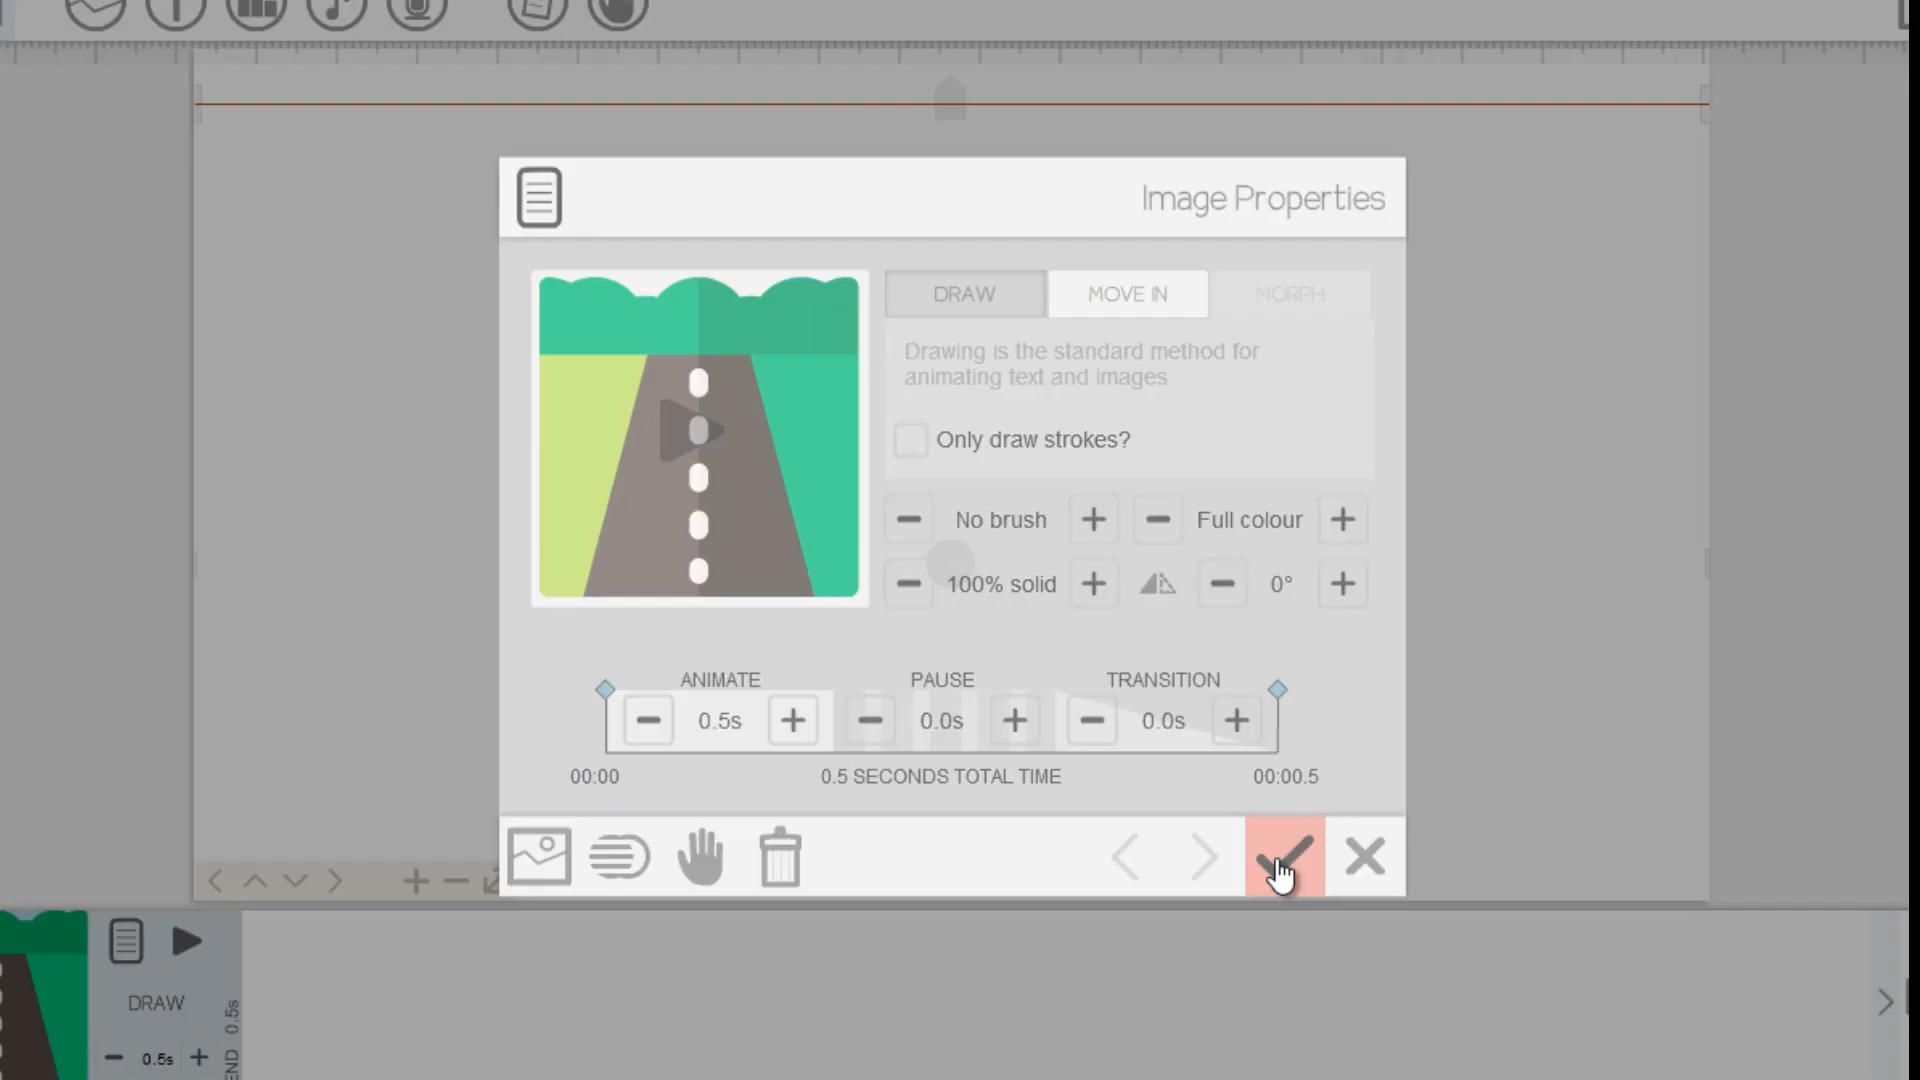 Image Properties
DRAW
MOVE IN
MORPH
Drawing is the standard method for
animating text and images
Only draw strokes?
No brush
Full colour
100% solid
0°
ANIMATE
PAUSE
TRANSITION
0.5s
0.0s
0.0s
00:00
0.5 SECONDS TOTAL TIME
00:00.5
DRAW
0.5s
END 0.5s